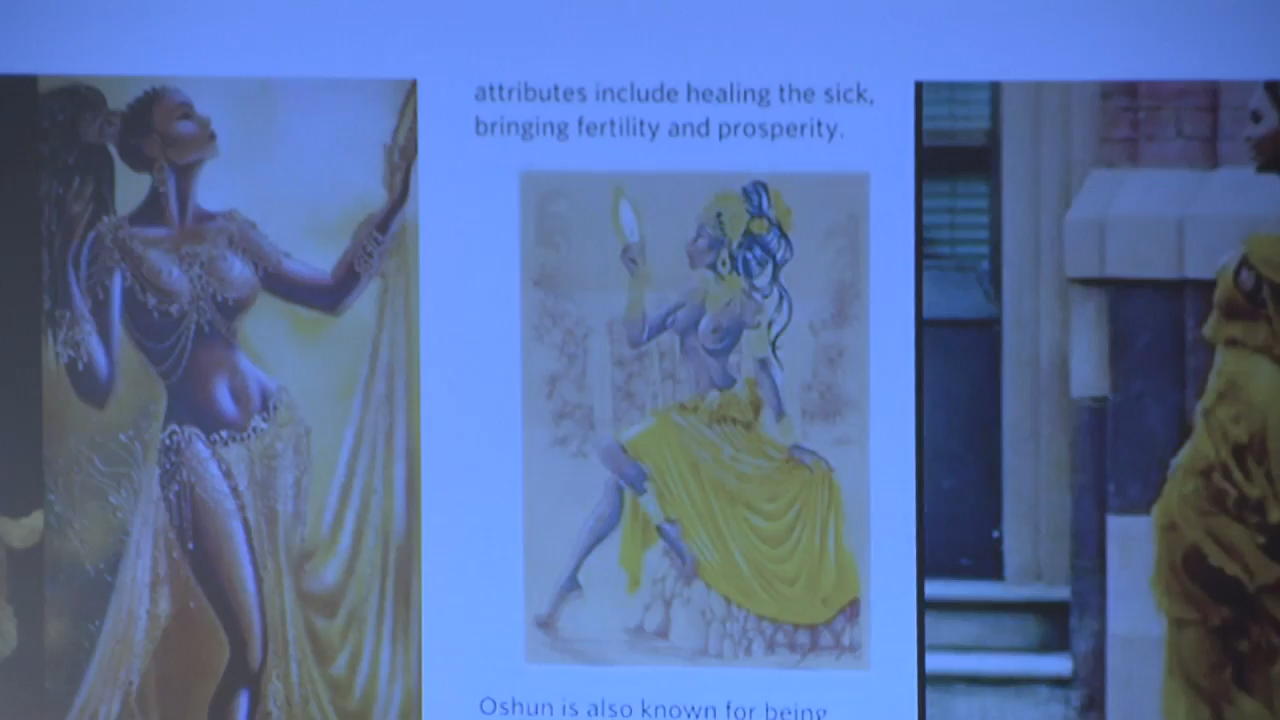 attributes include healing the sick,
bringing fertility and prosperity.
Oshun is also known for being